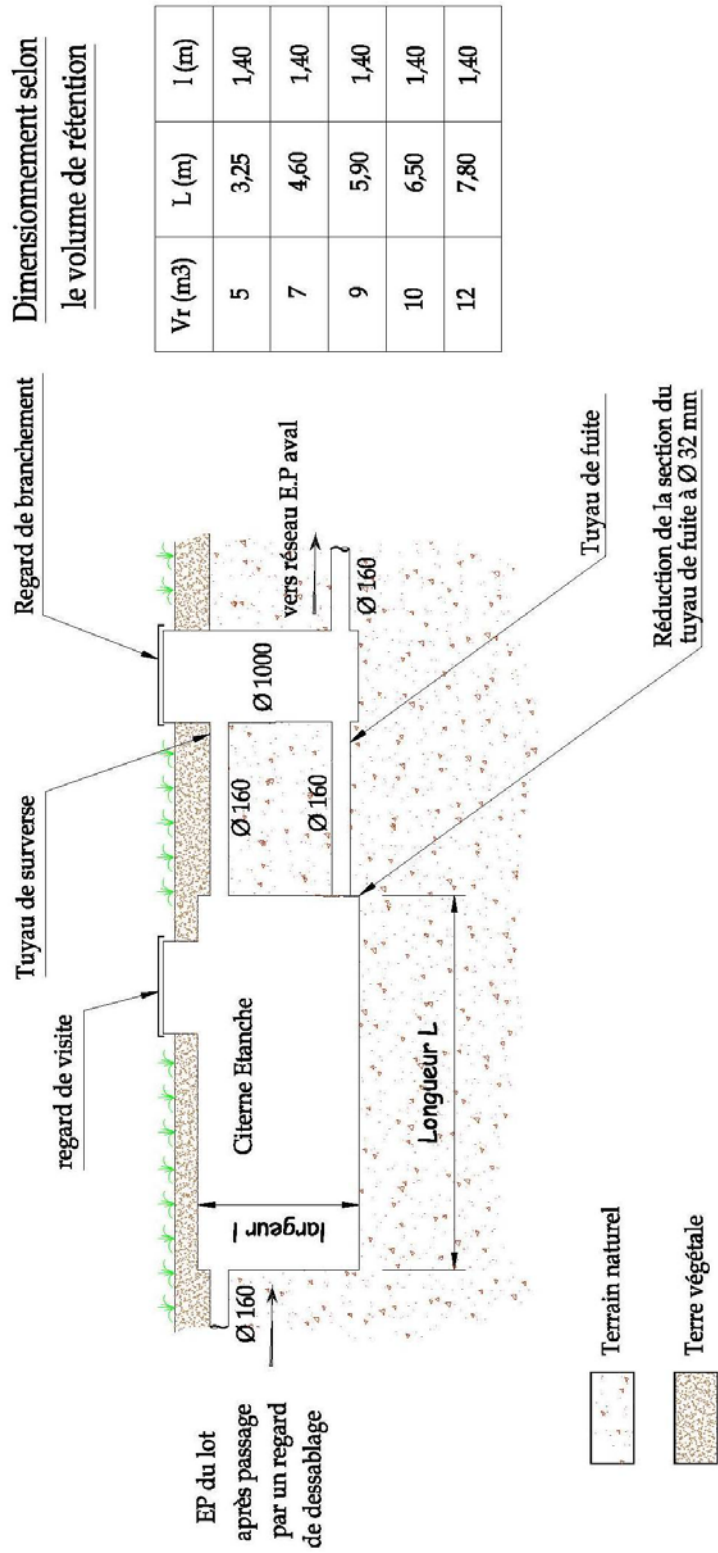 Dimensionnement selon
le volume de rétention
Vr (m3) L (m) l (m)
5 3,25 1,40
7 4,60 1,40
9 5,90 1,40
10 6,50 1,40
12 7,80 1,40
Regard de branchement
Tuyau de surverse
regard de visite
vers réseau E.P aval
Ø 1000
Ø 160
Ø 160
Ø 160
Citerne Etanche
largeur l
Longueur L
Ø 160
EP du lot
après passage
par un regard
de dessablage
Tuyau de fuite
Réduction de la section du
tuyau de fuite à Ø 32 mm
Terrain naturel
Terre végétale